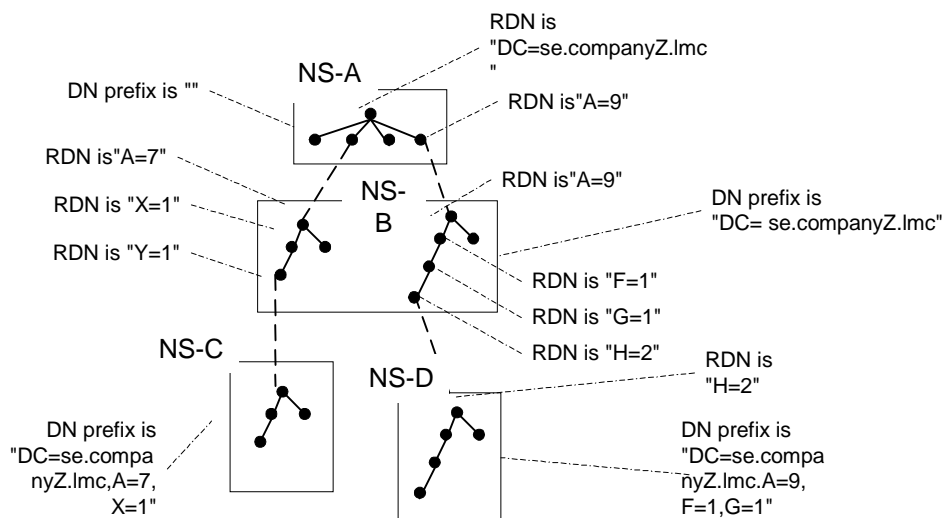 RDN is
"DC=se.companyZ.lmc
"
NS-A
DN prefix is ""
RDN is"A=9"
RDN is"A=7"
NS-
B
RDN is"A=9"
RDN is "X=1"
DN prefix is
"DC= se.companyZ.lmc"
RDN is "Y=1"
RDN is "F=1"
RDN is "G=1"
RDN is "H=2"
NS-C
NS-D
RDN is
"H=2"
DN prefix is
"DC=se.compa
nyZ.lmc,A=7,
X=1"
DN prefix is
"DC=se.compa
nyZ.lmc.A=9,
F=1,G=1"